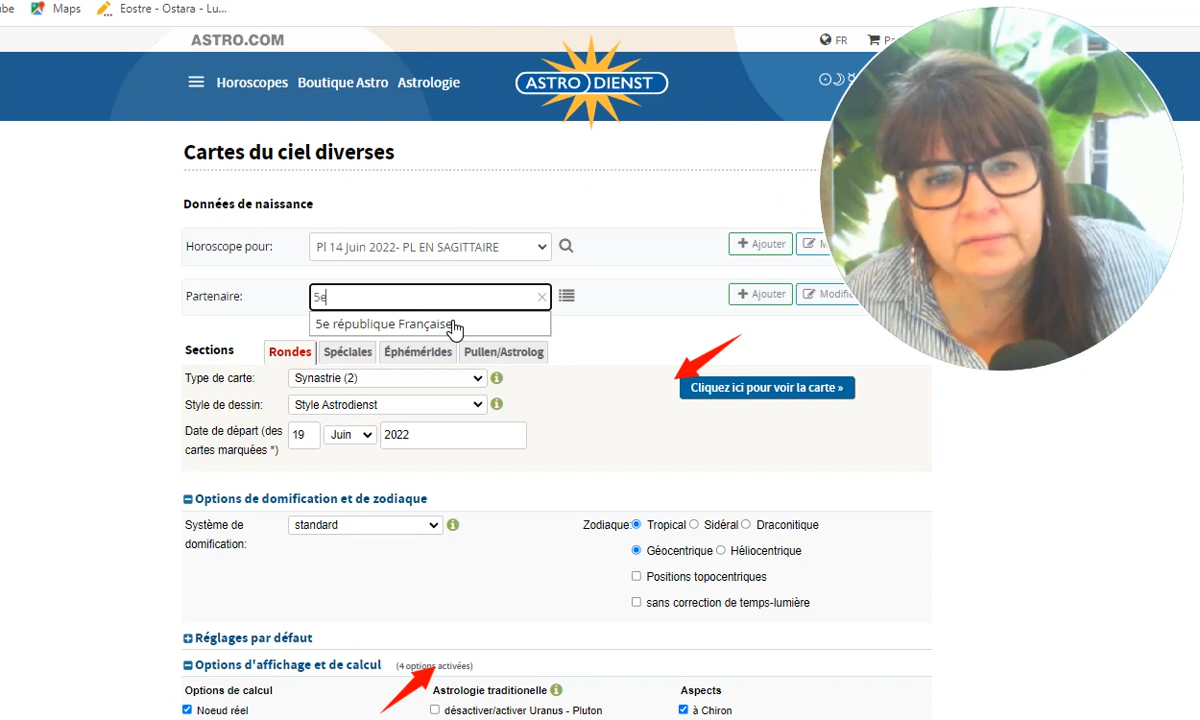 be
Maps
Eostre - Ostara - Lu...
ASTRO.COM
FR
Horoscopes
Boutique Astro
Astrologie
ASTRO DIENST
Cartes du ciel diverses
Données de naissance
Horoscope pour:
Pl 14 Juin 2022- PL EN SAGITTAIRE
Ajouter
Partenaire:
5e
Ajouter
5e république Française
Sections
Rondes
Spéciales
Éphémérides
Pullen/Astrolog
Type de carte:
Synastrie (2)
Cliquez ici pour voir la carte »
Style de dessin:
Style Astrodienst
Date de départ (des
cartes marquées *)
19
Juin
2022
Options de domification et de zodiaque
Système de
domification:
standard
Zodiaque:
Tropical
Sidéral
Draconitique
Géocentrique
Héliocentrique
Positions topocentriques
sans correction de temps-lumière
Réglages par défaut
Options d'affichage et de calcul
(4 options activées)
Options de calcul
Astrologie traditionelle
Aspects
Noeud réel
désactiver/activer Uranus - Pluton
à Chiron